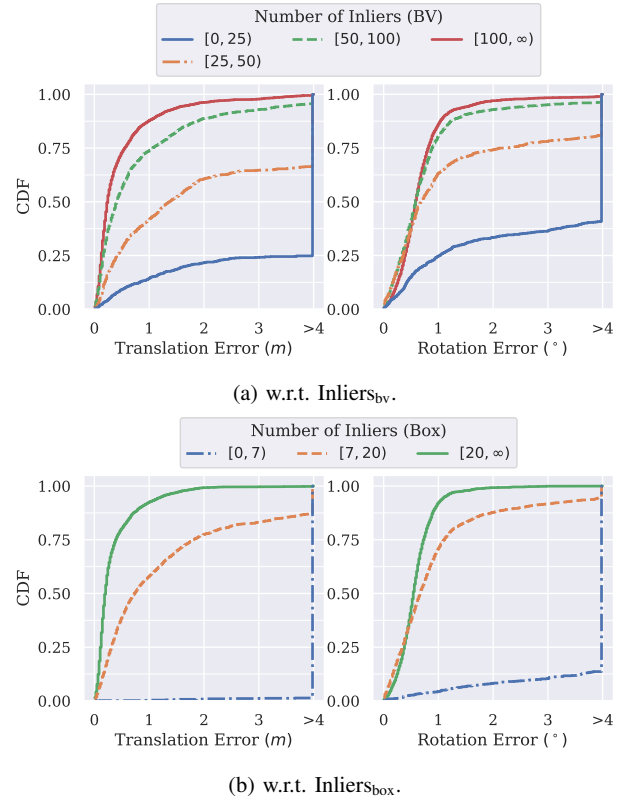 Number of Inliers (BV)
[0, 25) [50, 100) [100, ∞)
[25, 50)
CDF
1.00
0.75
0.50
0.25
0.00
0 1 2 3 >4
Translation Error (m)
1.00
0.75
0.50
0.25
0.00
0 1 2 3 >4
Rotation Error (°)
(a) w.r.t. Inliers_bv.
Number of Inliers (Box)
[0, 7) [7, 20) [20, ∞)
CDF
1.00
0.75
0.50
0.25
0.00
0 1 2 3 >4
Translation Error (m)
1.00
0.75
0.50
0.25
0.00
0 1 2 3 >4
Rotation Error (°)
(b) w.r.t. Inliers_box.